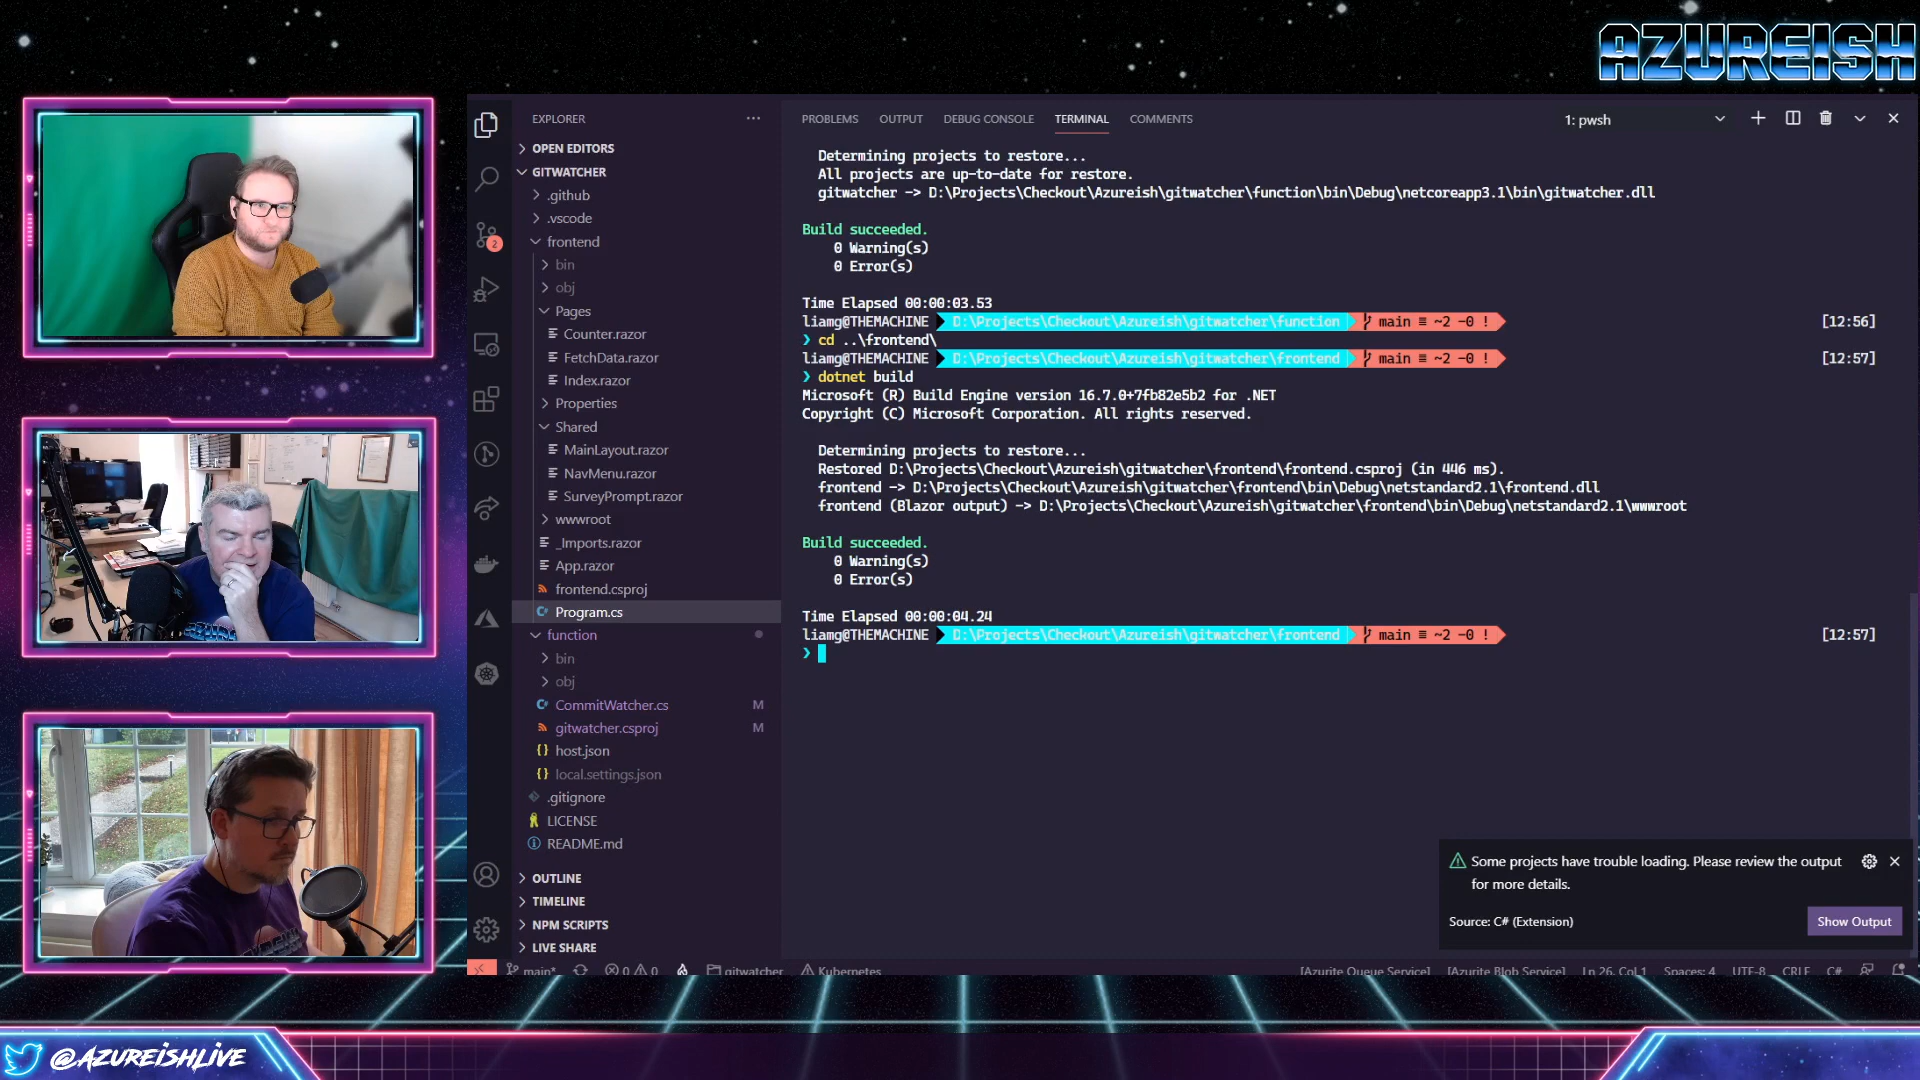 AZUREISH
EXPLORER
OPEN EDITORS
GITWATCHER
.github
.vscode
frontend
bin
obj
Pages
Counter.razor
FetchData.razor
Index.razor
Properties
Shared
MainLayout.razor
NavMenu.razor
SurveyPrompt.razor
wwwroot
_Imports.razor
App.razor
frontend.csproj
Program.cs
function
bin
obj
CommitWatcher.cs M
gitwatcher.csproj M
host.json
local.settings.json
.gitignore
LICENSE
README.md
OUTLINE
TIMELINE
NPM SCRIPTS
LIVE SHARE
2
PROBLEMS OUTPUT DEBUG CONSOLE TERMINAL COMMENTS 1: pwsh
Determining projects to restore...
All projects are up-to-date for restore.
gitwatcher -> D:\Projects\Checkout\Azureish\gitwatcher\function\bin\Debug\netcoreapp3.1\bin\gitwatcher.dll
Build succeeded.
0 Warning(s)
0 Error(s)
Time Elapsed 00:00:03.53
liamg@THEMACHINE D:\Projects\Checkout\Azureish\gitwatcher\function main ≡ ~2 -0 ! [12:56]
❯ cd ..\frontend\
liamg@THEMACHINE D:\Projects\Checkout\Azureish\gitwatcher\frontend main ≡ ~2 -0 ! [12:57]
❯ dotnet build
Microsoft (R) Build Engine version 16.7.0+7fb82e5b2 for .NET
Copyright (C) Microsoft Corporation. All rights reserved.
Determining projects to restore...
Restored D:\Projects\Checkout\Azureish\gitwatcher\frontend\frontend.csproj (in 446 ms).
frontend -> D:\Projects\Checkout\Azureish\gitwatcher\frontend\bin\Debug\netstandard2.1\frontend.dll
frontend (Blazor output) -> D:\Projects\Checkout\Azureish\gitwatcher\frontend\bin\Debug\netstandard2.1\wwwroot
Build succeeded.
0 Warning(s)
0 Error(s)
Time Elapsed 00:00:04.24
liamg@THEMACHINE D:\Projects\Checkout\Azureish\gitwatcher\frontend main ≡ ~2 -0 ! [12:57]
❯
Some projects have trouble loading. Please review the output
for more details.
Source: C# (Extension) Show Output
main* 0 0 gitwatcher Kubernetes [Azurite Queue Service] [Azurite Blob Service] Ln 26, Col 1 Spaces: 4 UTF-8 CRLF C#
@AZUREISHLIVE